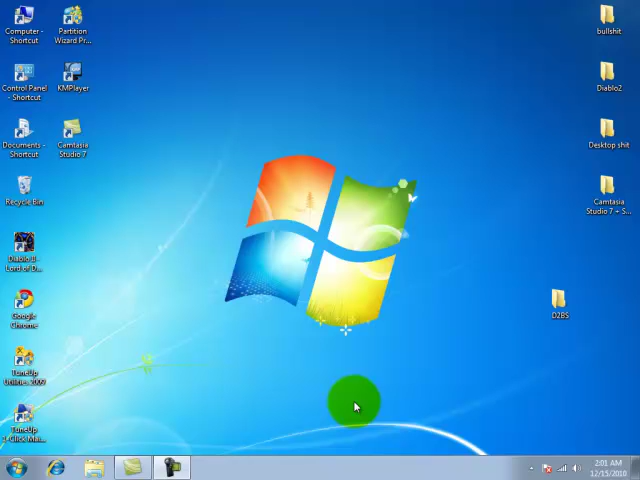 Computer -
Shortcut
Partition
Wizard Pr...
Control Panel
- Shortcut
KMPlayer
Documents -
Shortcut
Camtasia
Studio 7
Recycle Bin
Diablo II -
Lord of D...
Google
Chrome
TuneUp
Utilities 2009
TuneUp
1-Click Mai...
bullshit
Diablo2
Desktop shit
Camtasia
Studio 7 + S...
D2BS
2:01 AM
12/15/2010